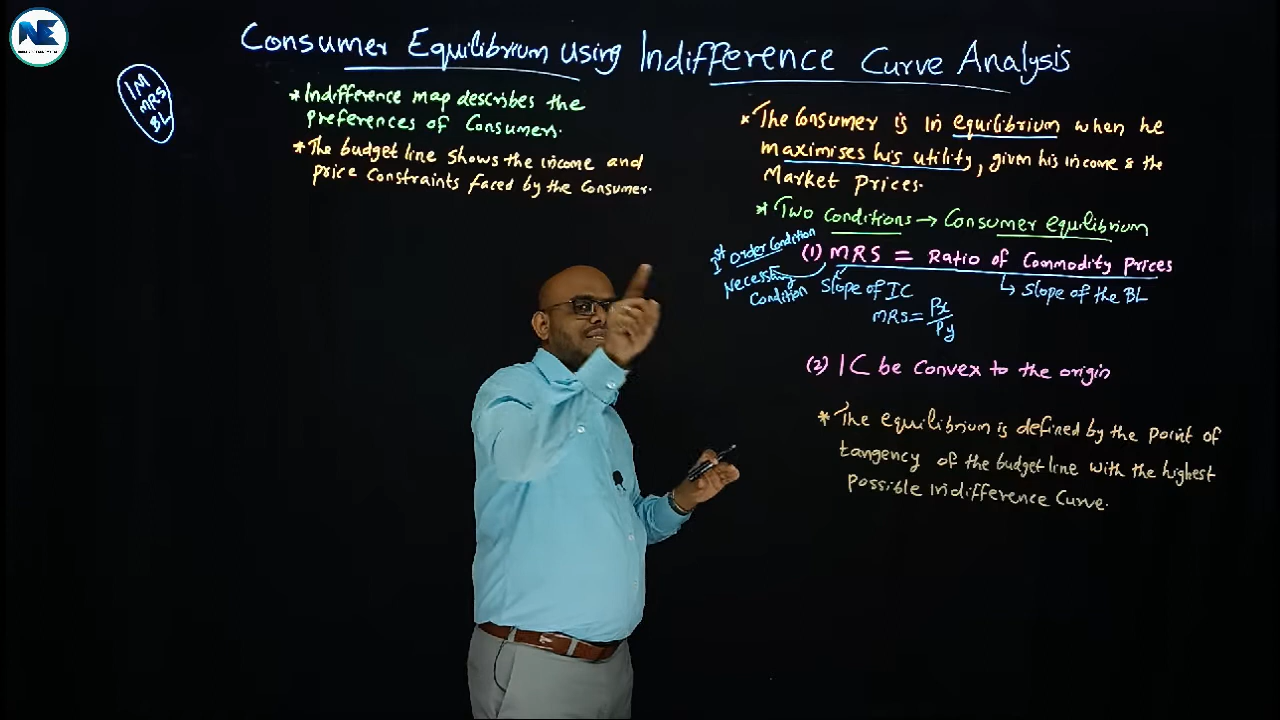 NE
Consumer Equilibrium using Indifference Curve Analysis
IM
MRS
BL
* Indifference map describes the
preferences of Consumers.
* The budget line shows the income and
price Constraints faced by the Consumer.
* The Consumer is in equilibrium when he
maximises his utility, given his income & the
Market Prices.
* Two Conditions → Consumer equilibrium
(1) MRS = Ratio of Commodity Prices
Ist Order Condition
Necessary
Condition
Slope of IC
Slope of the BL
MRS = Px/Py
(2) IC be Convex to the origin
* The equilibrium is defined by the point of
tangency of the budget line with the highest
Possible indifference Curve.